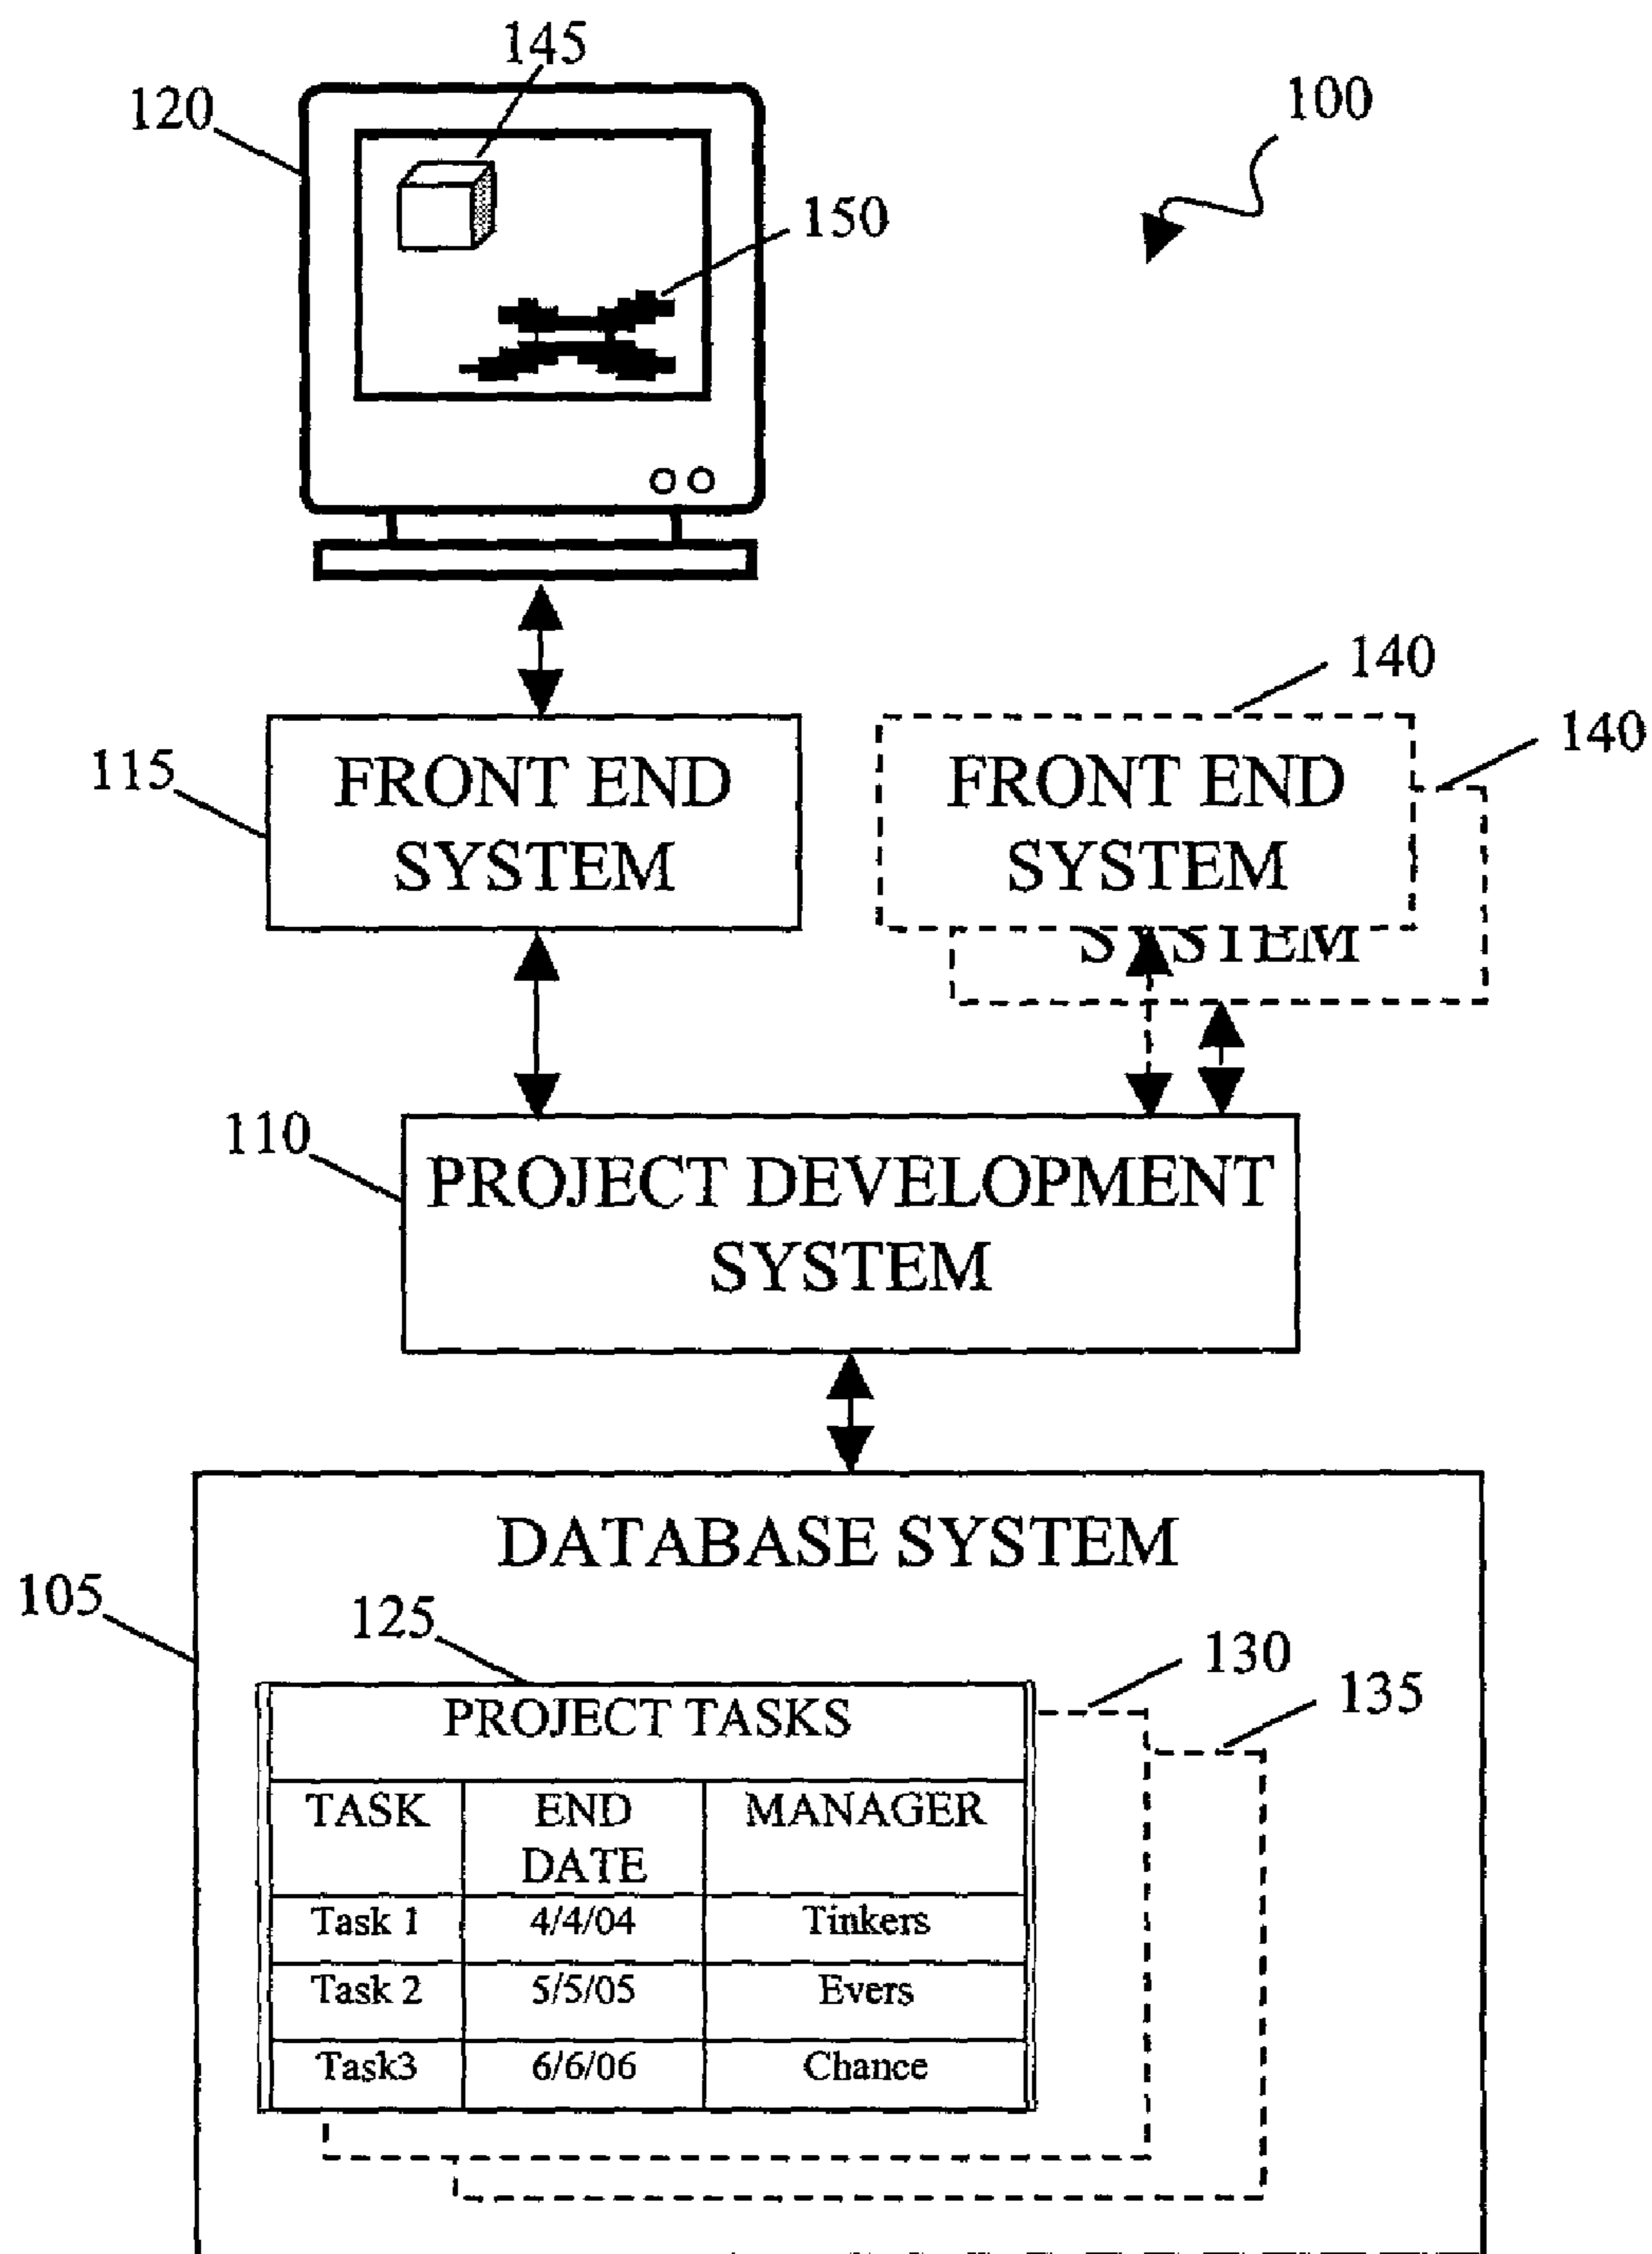 145
120
100
150
140
140
115
FRONT END
SYSTEM
FRONT END
SYSTEM
SYSTEM
110
PROJECT DEVELOPMENT
SYSTEM
DATABASE SYSTEM
105
125
130
135
PROJECT TASKS
TASK END DATE MANAGER
Task 1 4/4/04 Tinkers
Task 2 5/5/05 Evers
Task3 6/6/06 Chance